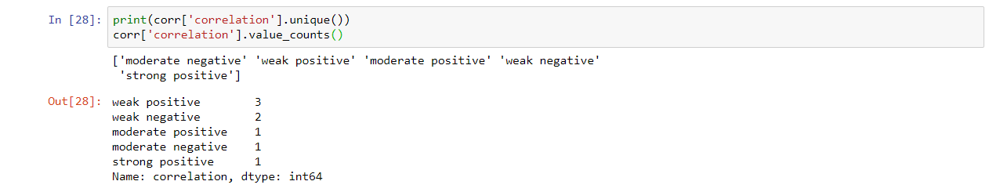 In [28]: print(corr['correlation'].unique())
corr['correlation'].value_counts()
['moderate negative' 'weak positive' 'moderate positive' 'weak negative'
 'strong positive']
Out[28]: weak positive        3
weak negative        2
moderate positive    1
moderate negative    1
strong positive      1
Name: correlation, dtype: int64